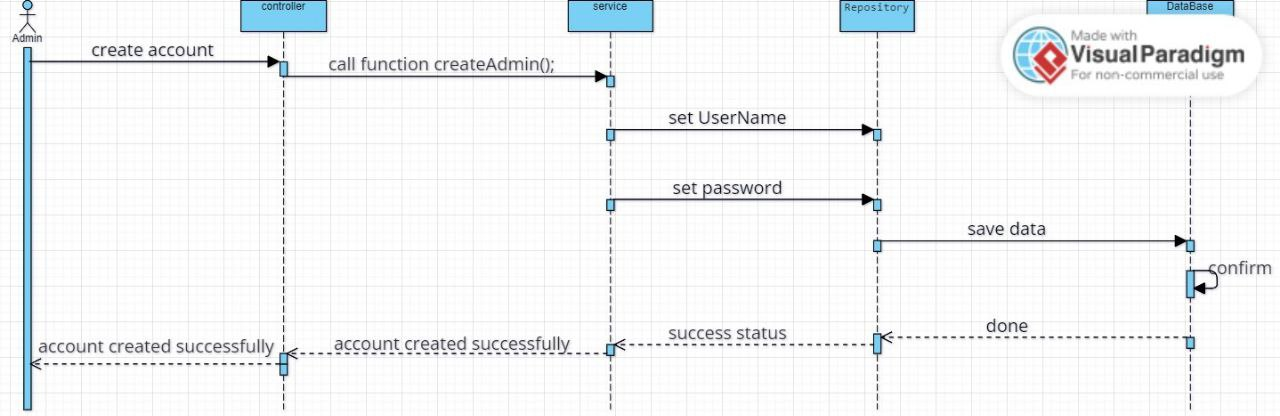 controller
service
Repository
DataBase
Admin
Made with
Visual Paradigm
For non-commercial use
create account
call function createAdmin();
set UserName
set password
save data
confirm
done
success status
account created successfully
account created successfully